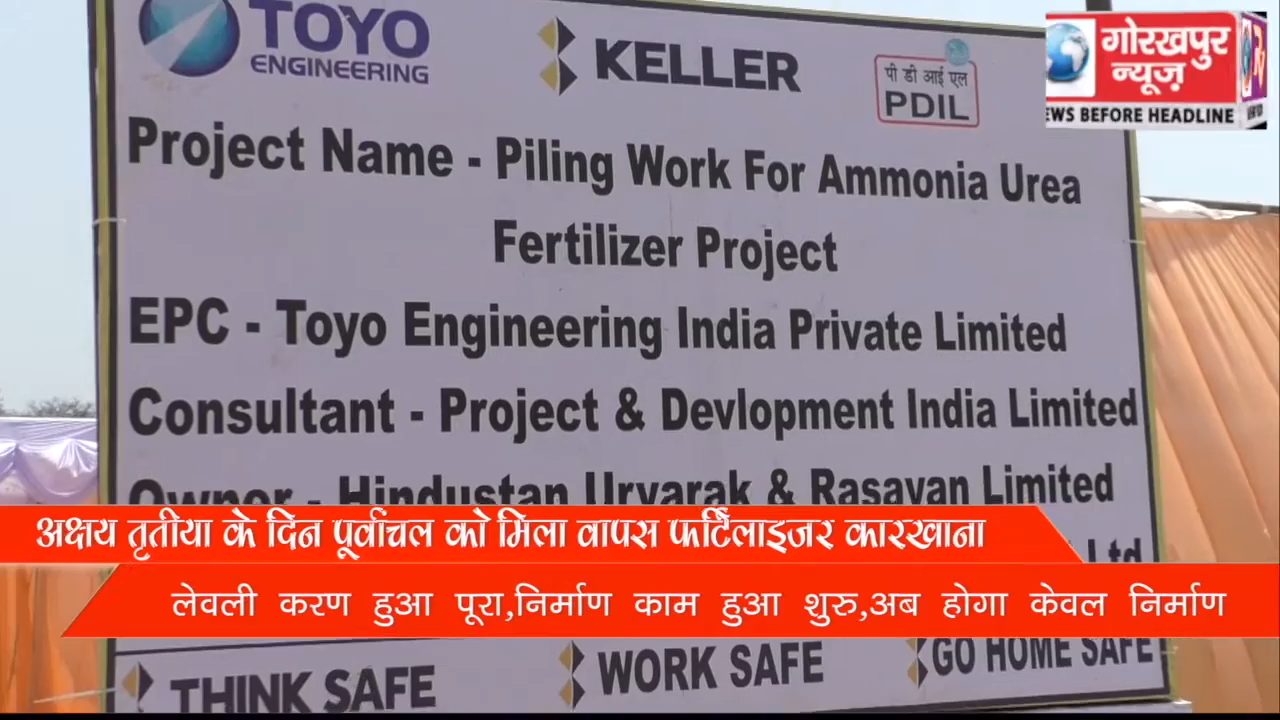 TOYO
ENGINEERING
KELLER
पी डी आई एल
PDIL
गोरखपुर
न्यूज़
EWS BEFORE HEADLINE
Project Name - Piling Work For Ammonia Urea
Fertilizer Project
EPC - Toyo Engineering India Private Limited
Consultant - Project & Devlopment India Limited
Owner - Hindustan Urvarak & Rasayan Limited
Ltd
अक्षय तृतीया के दिन पूर्वांचल को मिला वापस फर्टिलाइजर कारखाना
लेवली करण हुआ पूरा,निर्माण काम हुआ शुरु,अब होगा केवल निर्माण
THINK SAFE
WORK SAFE
GO HOME SAFE